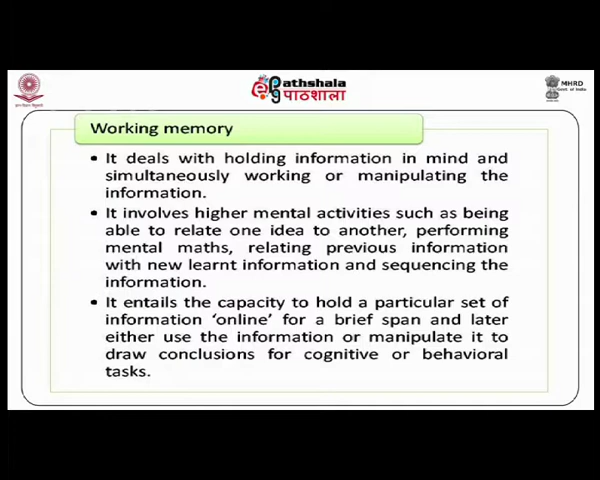 Pathshala
पाठशाला
MHRD
Govt. of India
Working memory
• It deals with holding information in mind and
simultaneously working or manipulating the
information.
• It involves higher mental activities such as being
able to relate one idea to another, performing
mental maths, relating previous information
with new learnt information and sequencing the
information.
• It entails the capacity to hold a particular set of
information ‘online’ for a brief span and later
either use the information or manipulate it to
draw conclusions for cognitive or behavioral
tasks.